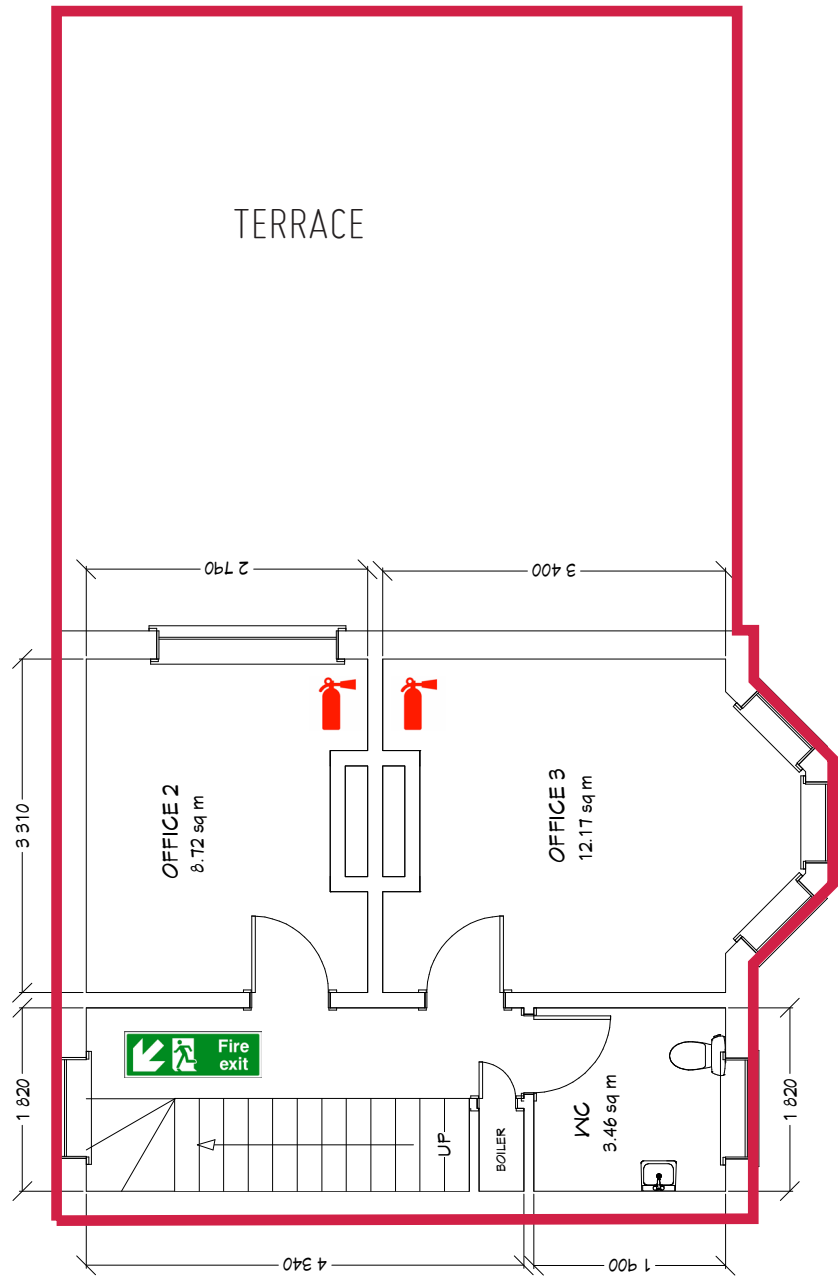 TERRACE
2 790
3 400
3 310
OFFICE 2
8.72 sq m
OFFICE 3
12.17 sq m
Fire
exit
1 820
UP
BOILER
WC
3.46 sq m
1 820
4 340
1 900